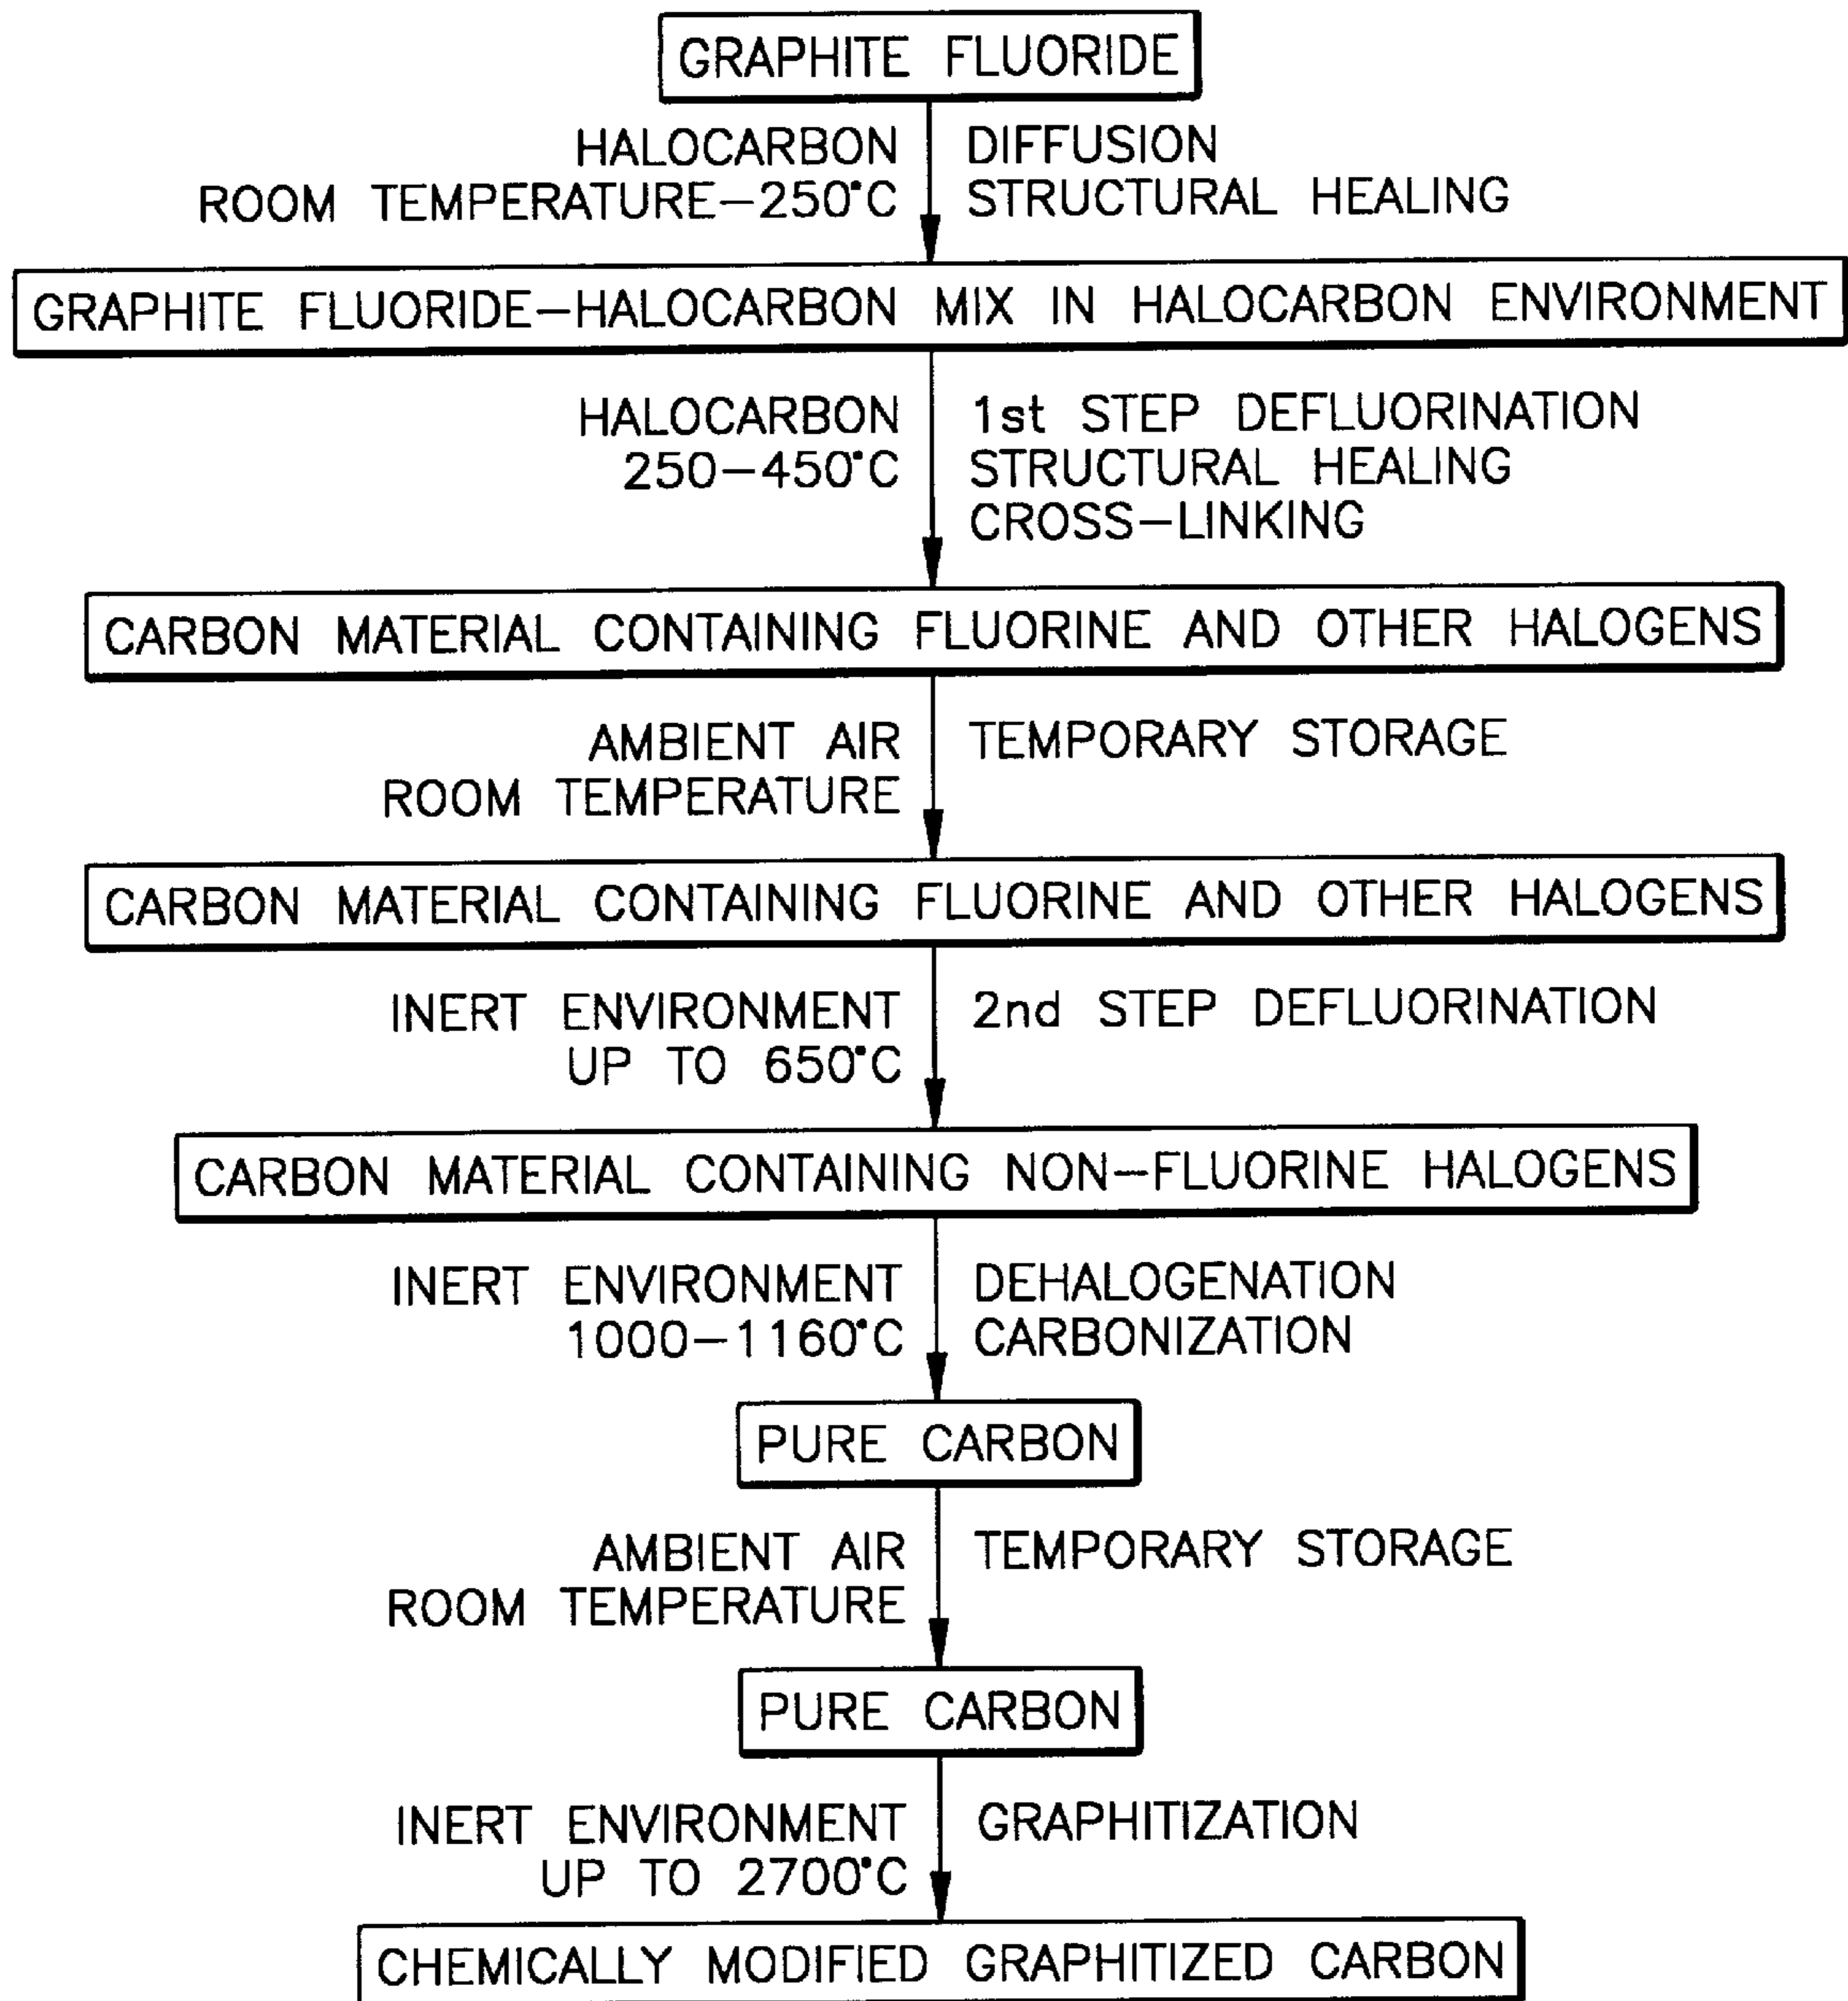 GRAPHITE FLUORIDE
HALOCARBON
ROOM TEMPERATURE-250°C
DIFFUSION
STRUCTURAL HEALING
GRAPHITE FLUORIDE-HALOCARBON MIX IN HALOCARBON ENVIRONMENT
HALOCARBON
250-450°C
1st STEP DEFLUORINATION
STRUCTURAL HEALING
CROSS-LINKING
CARBON MATERIAL CONTAINING FLUORINE AND OTHER HALOGENS
AMBIENT AIR
ROOM TEMPERATURE
TEMPORARY STORAGE
CARBON MATERIAL CONTAINING FLUORINE AND OTHER HALOGENS
INERT ENVIRONMENT
UP TO 650°C
2nd STEP DEFLUORINATION
CARBON MATERIAL CONTAINING NON-FLUORINE HALOGENS
INERT ENVIRONMENT
1000-1160°C
DEHALOGENATION
CARBONIZATION
PURE CARBON
AMBIENT AIR
ROOM TEMPERATURE
TEMPORARY STORAGE
PURE CARBON
INERT ENVIRONMENT
UP TO 2700°C
GRAPHITIZATION
CHEMICALLY MODIFIED GRAPHITIZED CARBON